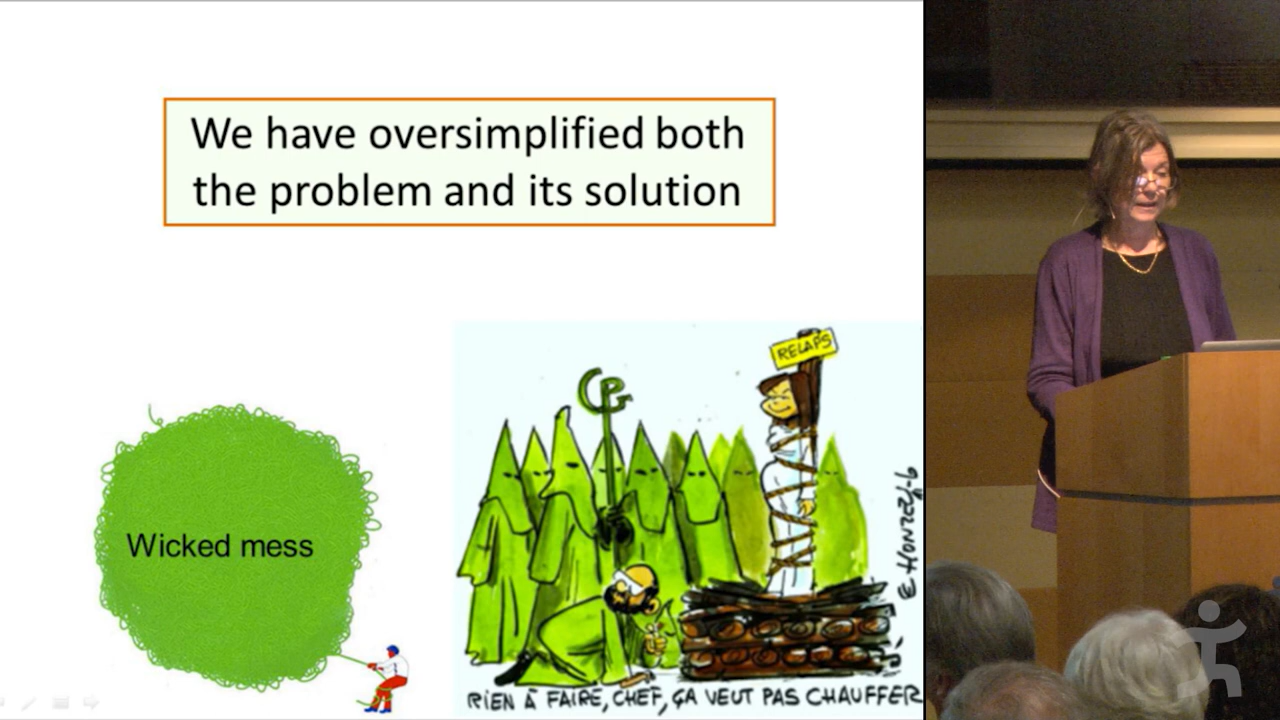 We have oversimplified both
the problem and its solution
Wicked mess
RELAPS
RIEN À FAIRE, CHEF, ÇA VEUT PAS CHAUFFER